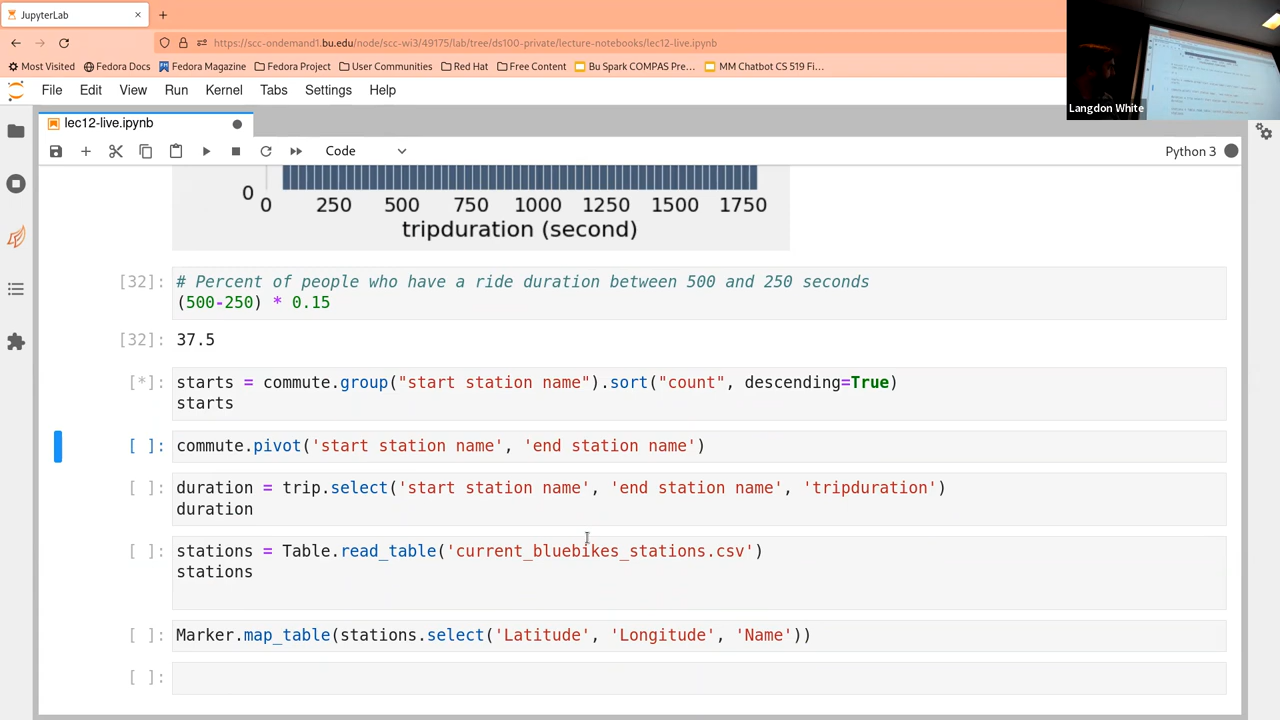 JupyterLab
https://scc-ondemand1.bu.edu/node/scc-wi3/49175/lab/tree/ds100-private/lecture-notebooks/lec12-live.ipynb
Most Visited Fedora Docs Fedora Magazine Fedora Project User Communities Red Hat Free Content Bu Spark COMPAS Pre… MM Chatbot CS 519 Fi…
Langdon White
File Edit View Run Kernel Tabs Settings Help
lec12-live.ipynb
Code
Python 3
0
0 250 500 750 1000 1250 1500 1750
tripduration (second)
[32]: # Percent of people who have a ride duration between 500 and 250 seconds
(500-250) * 0.15
[32]: 37.5
[*]: starts = commute.group("start station name").sort("count", descending=True)
starts
[ ]: commute.pivot('start station name', 'end station name')
[ ]: duration = trip.select('start station name', 'end station name', 'tripduration')
duration
[ ]: stations = Table.read_table('current_bluebikes_stations.csv')
stations
[ ]: Marker.map_table(stations.select('Latitude', 'Longitude', 'Name'))
[ ]: